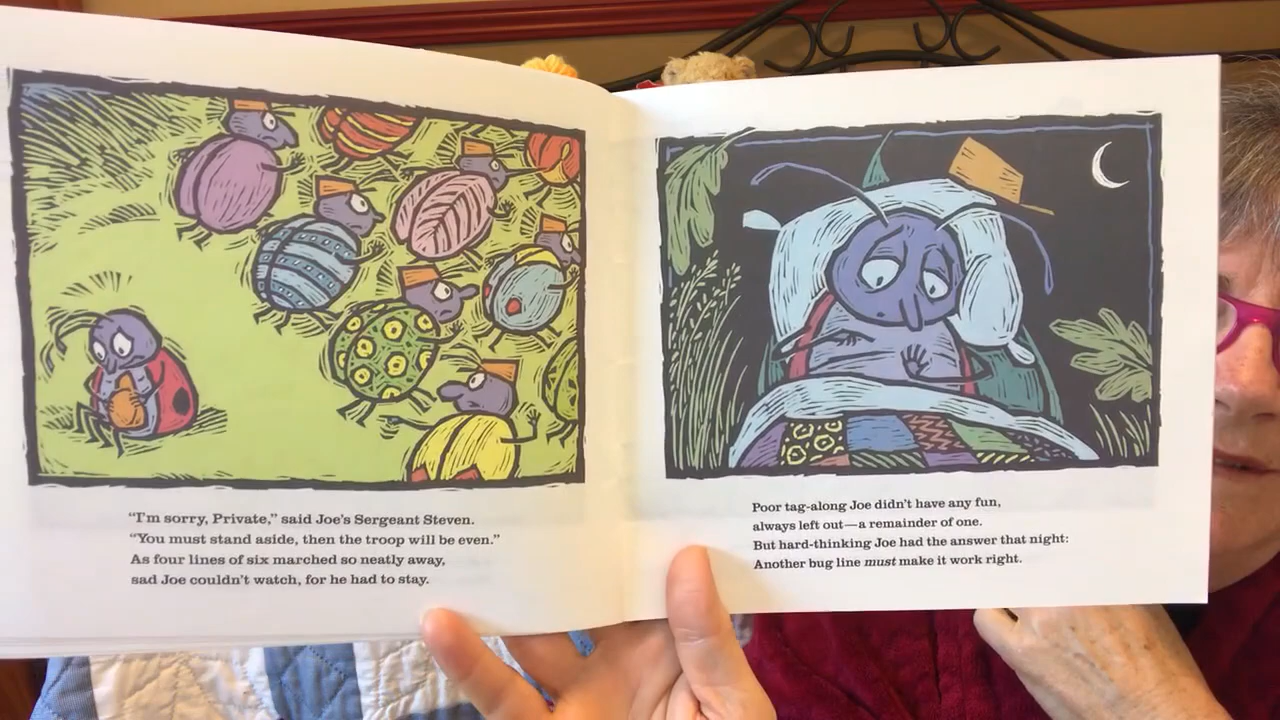 “I’m sorry, Private,” said Joe’s Sergeant Steven.
“You must stand aside, then the troop will be even.”
As four lines of six marched so neatly away,
sad Joe couldn’t watch, for he had to stay.
Poor tag-along Joe didn’t have any fun,
always left out—a remainder of one.
But hard-thinking Joe had the answer that night:
Another bug line must make it work right.